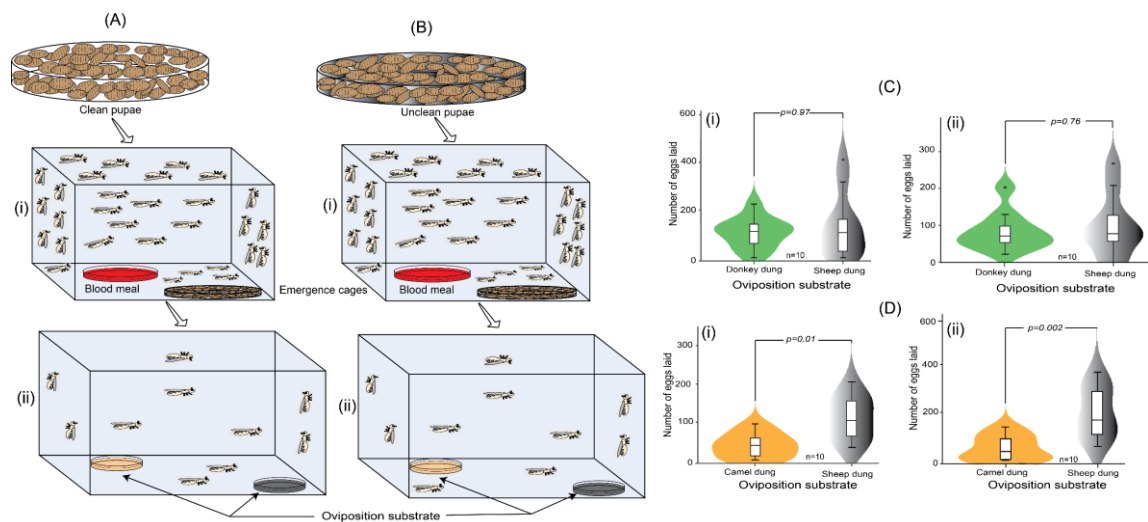 (A)
(B)
Clean pupae
Unclean pupae
(i)
(i)
Blood meal
Emergence cages
Blood meal
(ii)
(ii)
Oviposition substrate
(C)
(i)
600
400
200
0
Number of eggs laid
p=0.97
n=10
Donkey dung
Sheep dung
Oviposition substrate
(ii)
300
200
100
0
Number of eggs laid
p=0.76
n=10
Donkey dung
Sheep dung
Oviposition substrate
(D)
(i)
300
200
100
0
Number of eggs laid
p=0.01
n=10
Camel dung
Sheep dung
Oviposition substrate
(ii)
600
400
200
0
Number of eggs laid
p=0.002
n=10
Camel dung
Sheep dung
Oviposition substrate